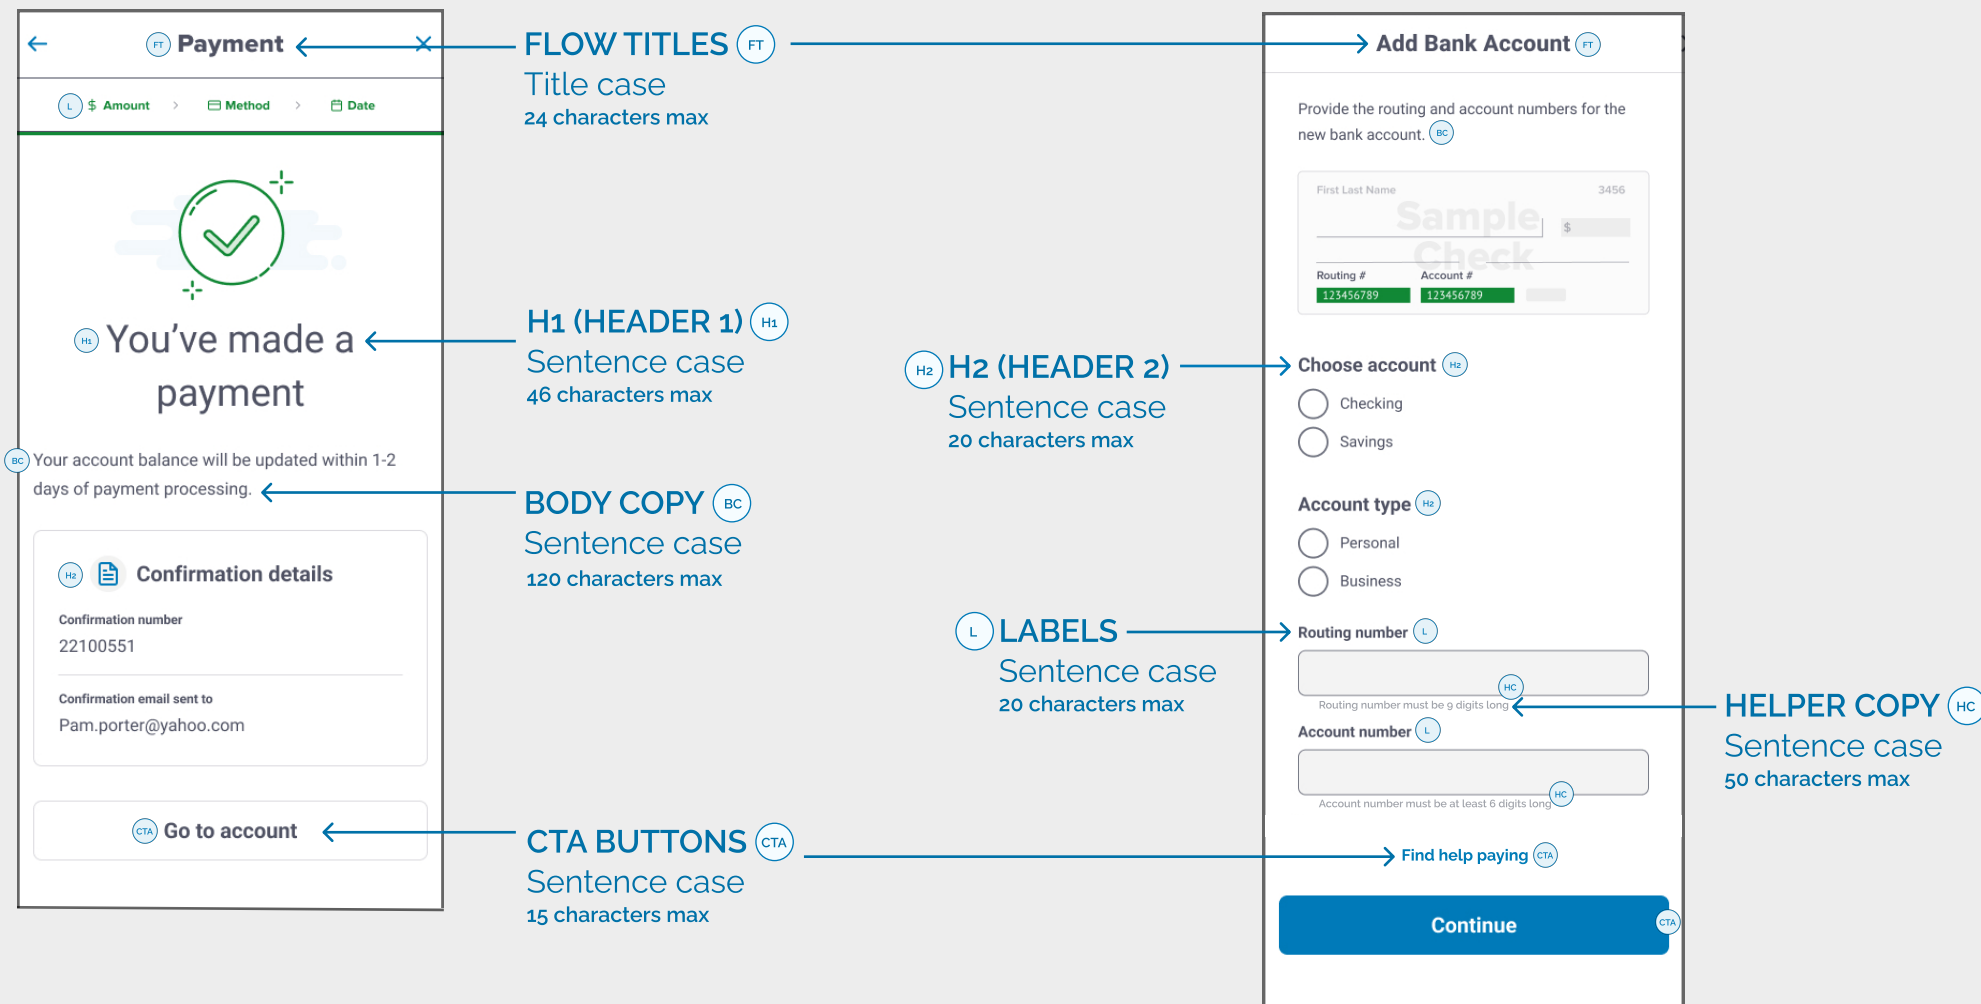 FT Payment
L $ Amount > Method > Date
H1 You've made a
payment
BC Your account balance will be updated within 1-2
days of payment processing.
H2 Confirmation details
Confirmation number
22100551
Confirmation email sent to
Pam.porter@yahoo.com
CTA Go to account
FLOW TITLES FT
Title case
24 characters max
H1 (HEADER 1) H1
Sentence case
46 characters max
BODY COPY BC
Sentence case
120 characters max
CTA BUTTONS CTA
Sentence case
15 characters max
H2 H2 (HEADER 2)
Sentence case
20 characters max
L LABELS
Sentence case
20 characters max
Add Bank Account FT
Provide the routing and account numbers for the
new bank account. BC
First Last Name 3456
Sample
$
Check
Routing # Account #
123456789 123456789
Choose account H2
Checking
Savings
Account type H2
Personal
Business
Routing number L
HC
Routing number must be 9 digits long
Account number L
HC
Account number must be at least 6 digits long
Find help paying CTA
Continue CTA
HELPER COPY HC
Sentence case
50 characters max